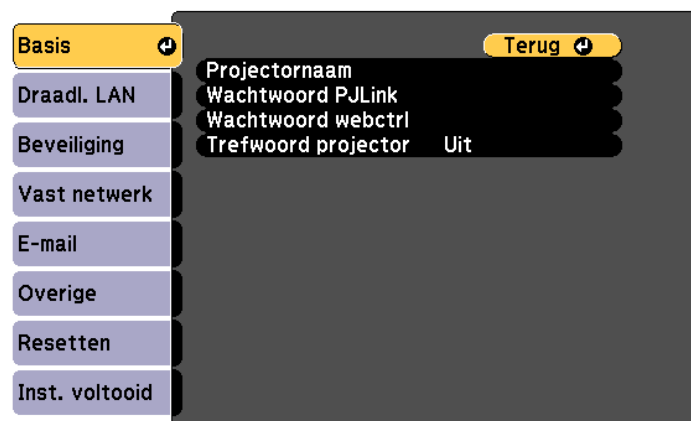 Basis
Draadl. LAN
Beveiliging
Vast netwerk
E-mail
Overige
Resetten
Inst. voltooid
Terug
Projectornaam
Wachtwoord PJLink
Wachtwoord webctrl
Trefwoord projector Uit